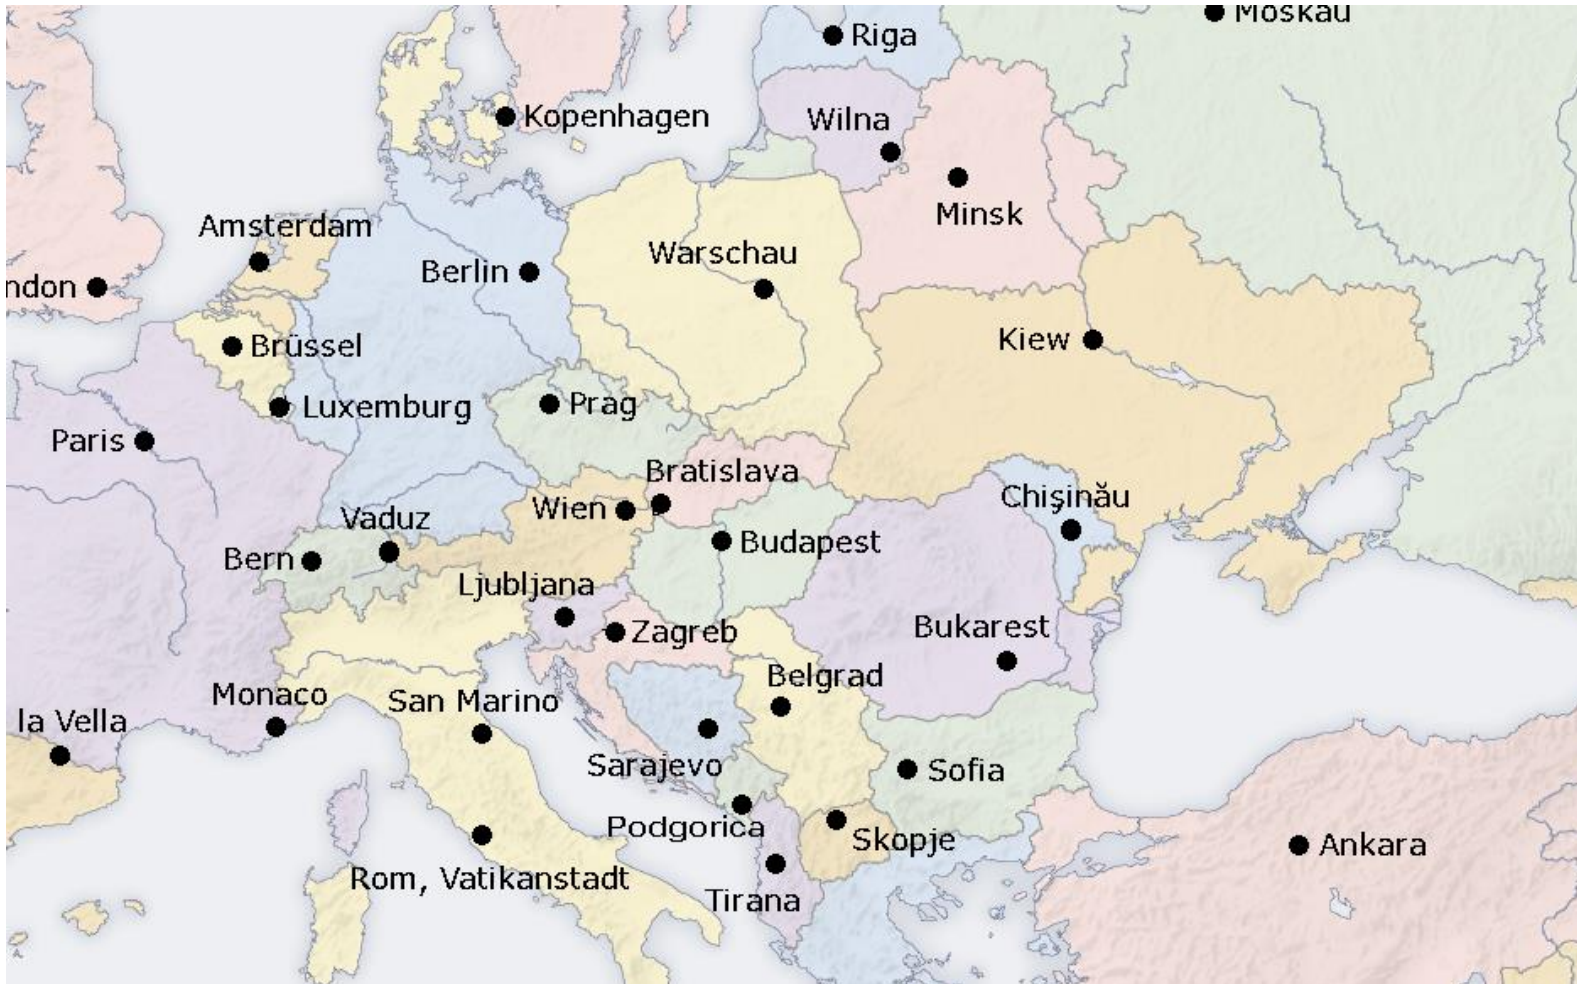 Moskau
Riga
Kopenhagen
Wilna
Minsk
Amsterdam
Warschau
Berlin
ndon
Kiew
Brüssel
Luxemburg
Prag
Paris
Bratislava
Chişinău
Wien
Vaduz
Budapest
Bern
Ljubljana
Bukarest
Zagreb
Belgrad
Monaco
San Marino
la Vella
Sarajevo
Sofia
Podgorica
Skopje
Ankara
Rom, Vatikanstadt
Tirana